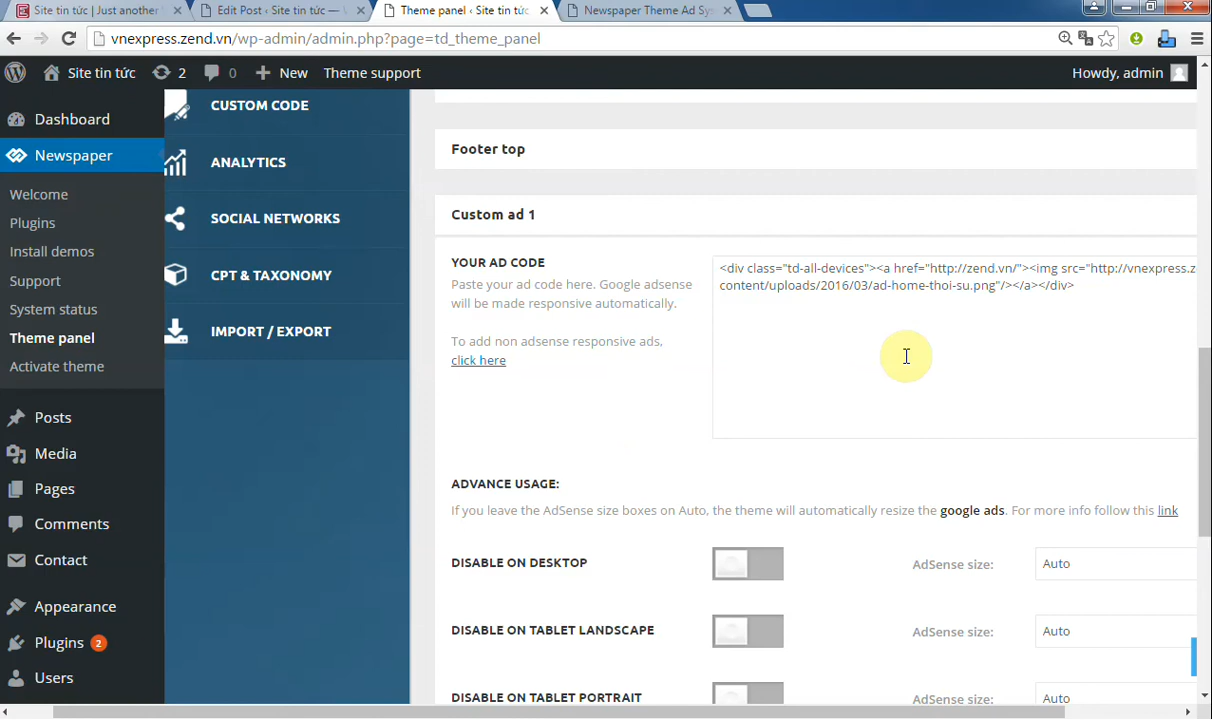 Site tin tức | Just another
Edit Post ‹ Site tin tức —
Theme panel ‹ Site tin tức
Newspaper Theme Ad Sys
vnexpress.zend.vn/wp-admin/admin.php?page=td_theme_panel
Site tin tức
2
0
New
Theme support
Howdy, admin
Dashboard
Newspaper
Welcome
Plugins
Install demos
Support
System status
Theme panel
Activate theme
Posts
Media
Pages
Comments
Contact
Appearance
Plugins 2
Users
CUSTOM CODE
ANALYTICS
SOCIAL NETWORKS
CPT & TAXONOMY
IMPORT / EXPORT
Footer top
Custom ad 1
YOUR AD CODE
Paste your ad code here. Google adsense
will be made responsive automatically.
To add non adsense responsive ads,
click here
<div class="td-all-devices"><a href="http://zend.vn/"><img src="http://vnexpress.z
content/uploads/2016/03/ad-home-thoi-su.png"/></a></div>
ADVANCE USAGE:
If you leave the AdSense size boxes on Auto, the theme will automatically resize the google ads. For more info follow this link
DISABLE ON DESKTOP
AdSense size:
Auto
DISABLE ON TABLET LANDSCAPE
AdSense size:
Auto
DISABLE ON TABLET PORTRAIT
AdSense size:
Auto